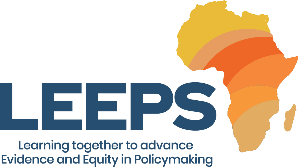 LEEPS
Learning together to advance
Evidence and Equity in Policymaking